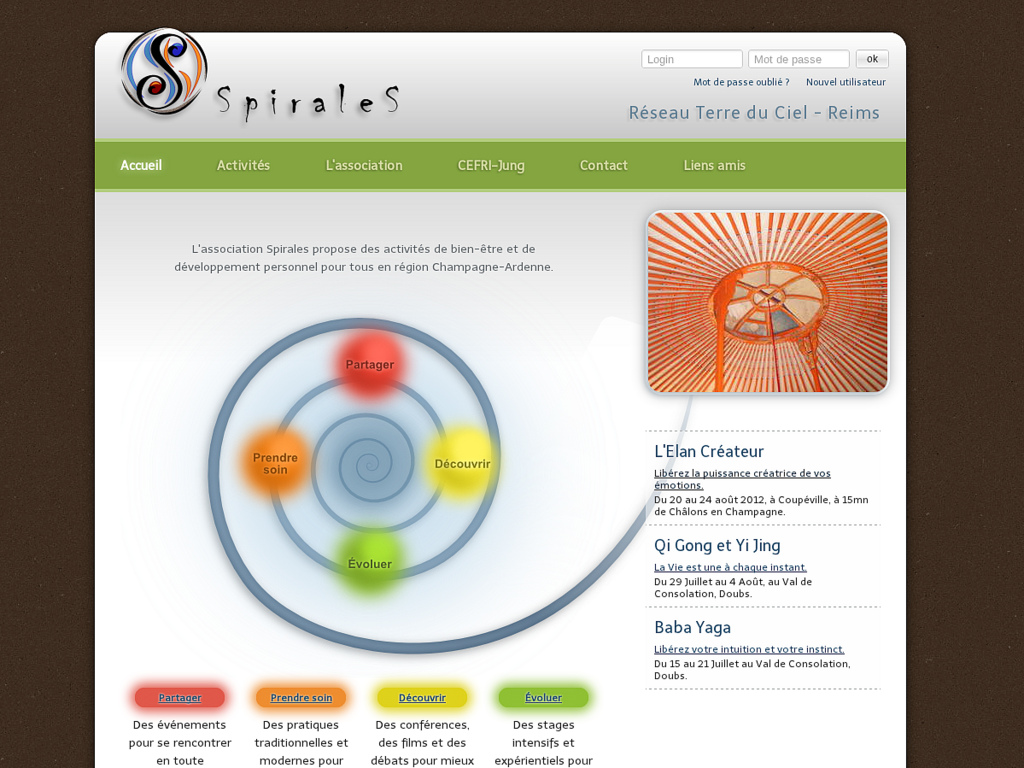 Login
Mot de passe
ok
Mot de passe oublié ?
Nouvel utilisateur
SpiraleS
Réseau Terre du Ciel - Reims
Accueil
Activités
L'association
CEFRI-Jung
Contact
Liens amis
L'association Spirales propose des activités de bien-être et de
développement personnel pour tous en région Champagne-Ardenne.
Partager
Prendre
soin
Découvrir
Évoluer
L'Elan Créateur
Libérez la puissance créatrice de vos
émotions.
Du 20 au 24 août 2012, à Coupéville, à 15mn
de Châlons en Champagne.
Qi Gong et Yi Jing
La Vie est une à chaque instant.
Du 29 Juillet au 4 Août, au Val de
Consolation, Doubs.
Baba Yaga
Libérez votre intuition et votre instinct.
Du 15 au 21 Juillet au Val de Consolation,
Doubs.
Partager
Des événements
pour se rencontrer
en toute
Prendre soin
Des pratiques
traditionnelles et
modernes pour
Découvrir
Des conférences,
des films et des
débats pour mieux
Évoluer
Des stages
intensifs et
expérientiels pour